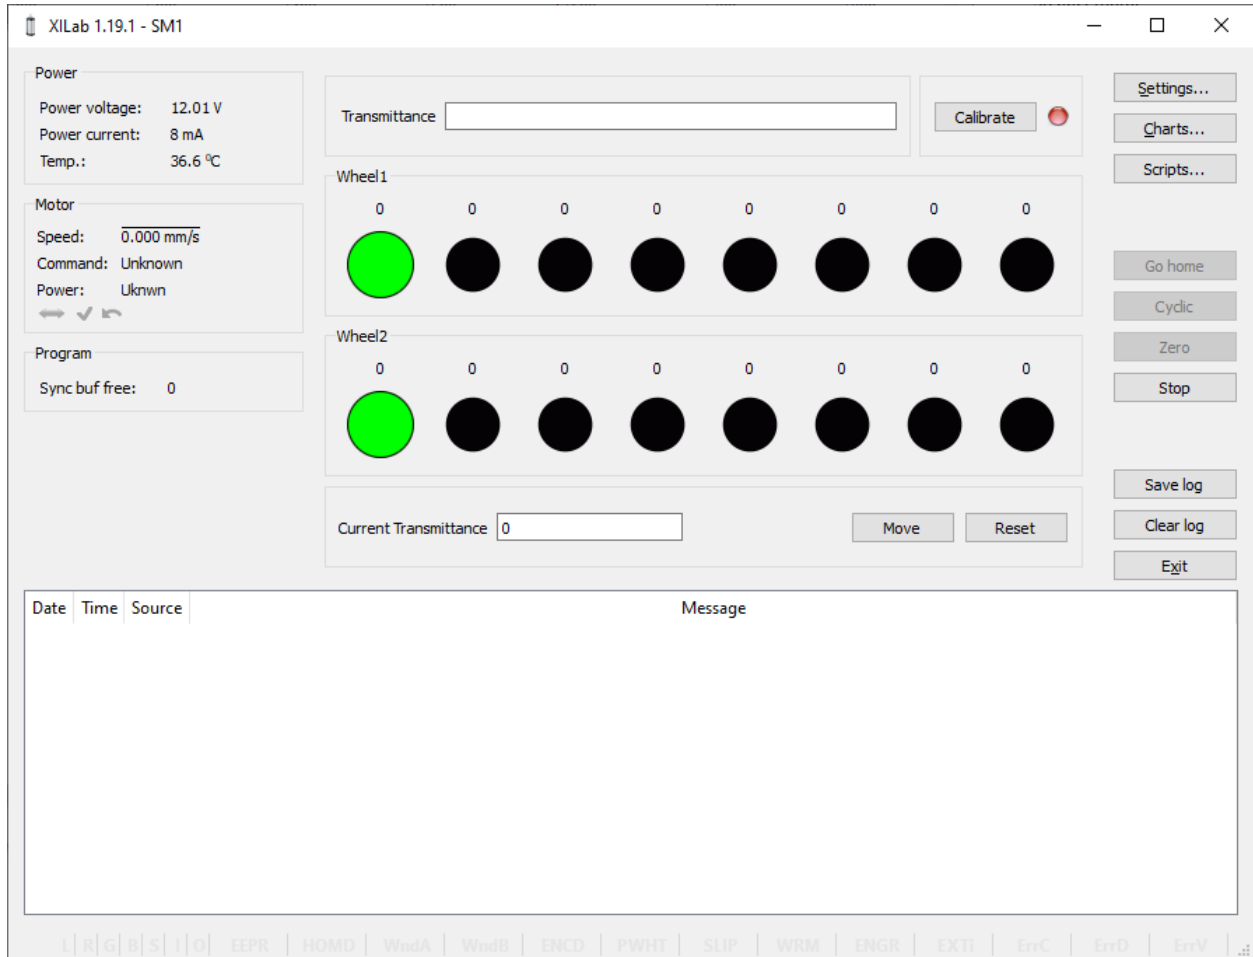 XILab 1.19.1 - SM1
Power
Power voltage: 12.01 V
Power current: 8 mA
Temp.: 36.6 ⁰C
Motor
Speed: 0.000 mm/s
Command: Unknown
Power: Uknwn
Program
Sync buf free: 0
Transmittance
Calibrate
Wheel1
0 0 0 0 0 0 0 0
Wheel2
0 0 0 0 0 0 0 0
Current Transmittance 0 Move Reset
Settings...
Charts...
Scripts...
Go home
Cyclic
Zero
Stop
Save log
Clear log
Exit
Date Time Source Message
L R G B S I O EEPR HOMD WndA WndB ENCD PWHT SLIP WRM ENGR EXTi ErrC ErrD ErrV